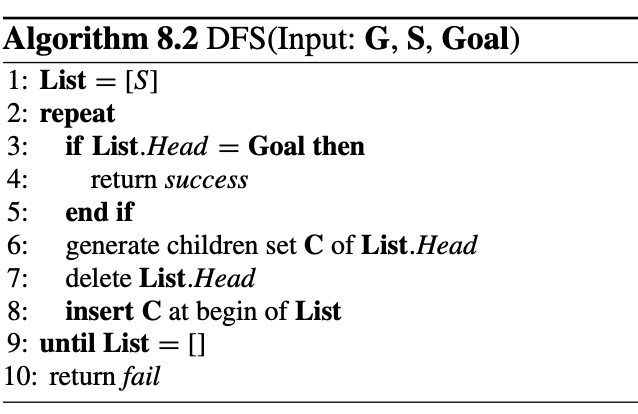 Algorithm 8.2 DFS(Input: G, S, Goal)
1: List = [S]
2: repeat
3: if List.Head = Goal then
4: return success
5: end if
6: generate children set C of List.Head
7: delete List.Head
8: insert C at begin of List
9: until List = []
10: return fail